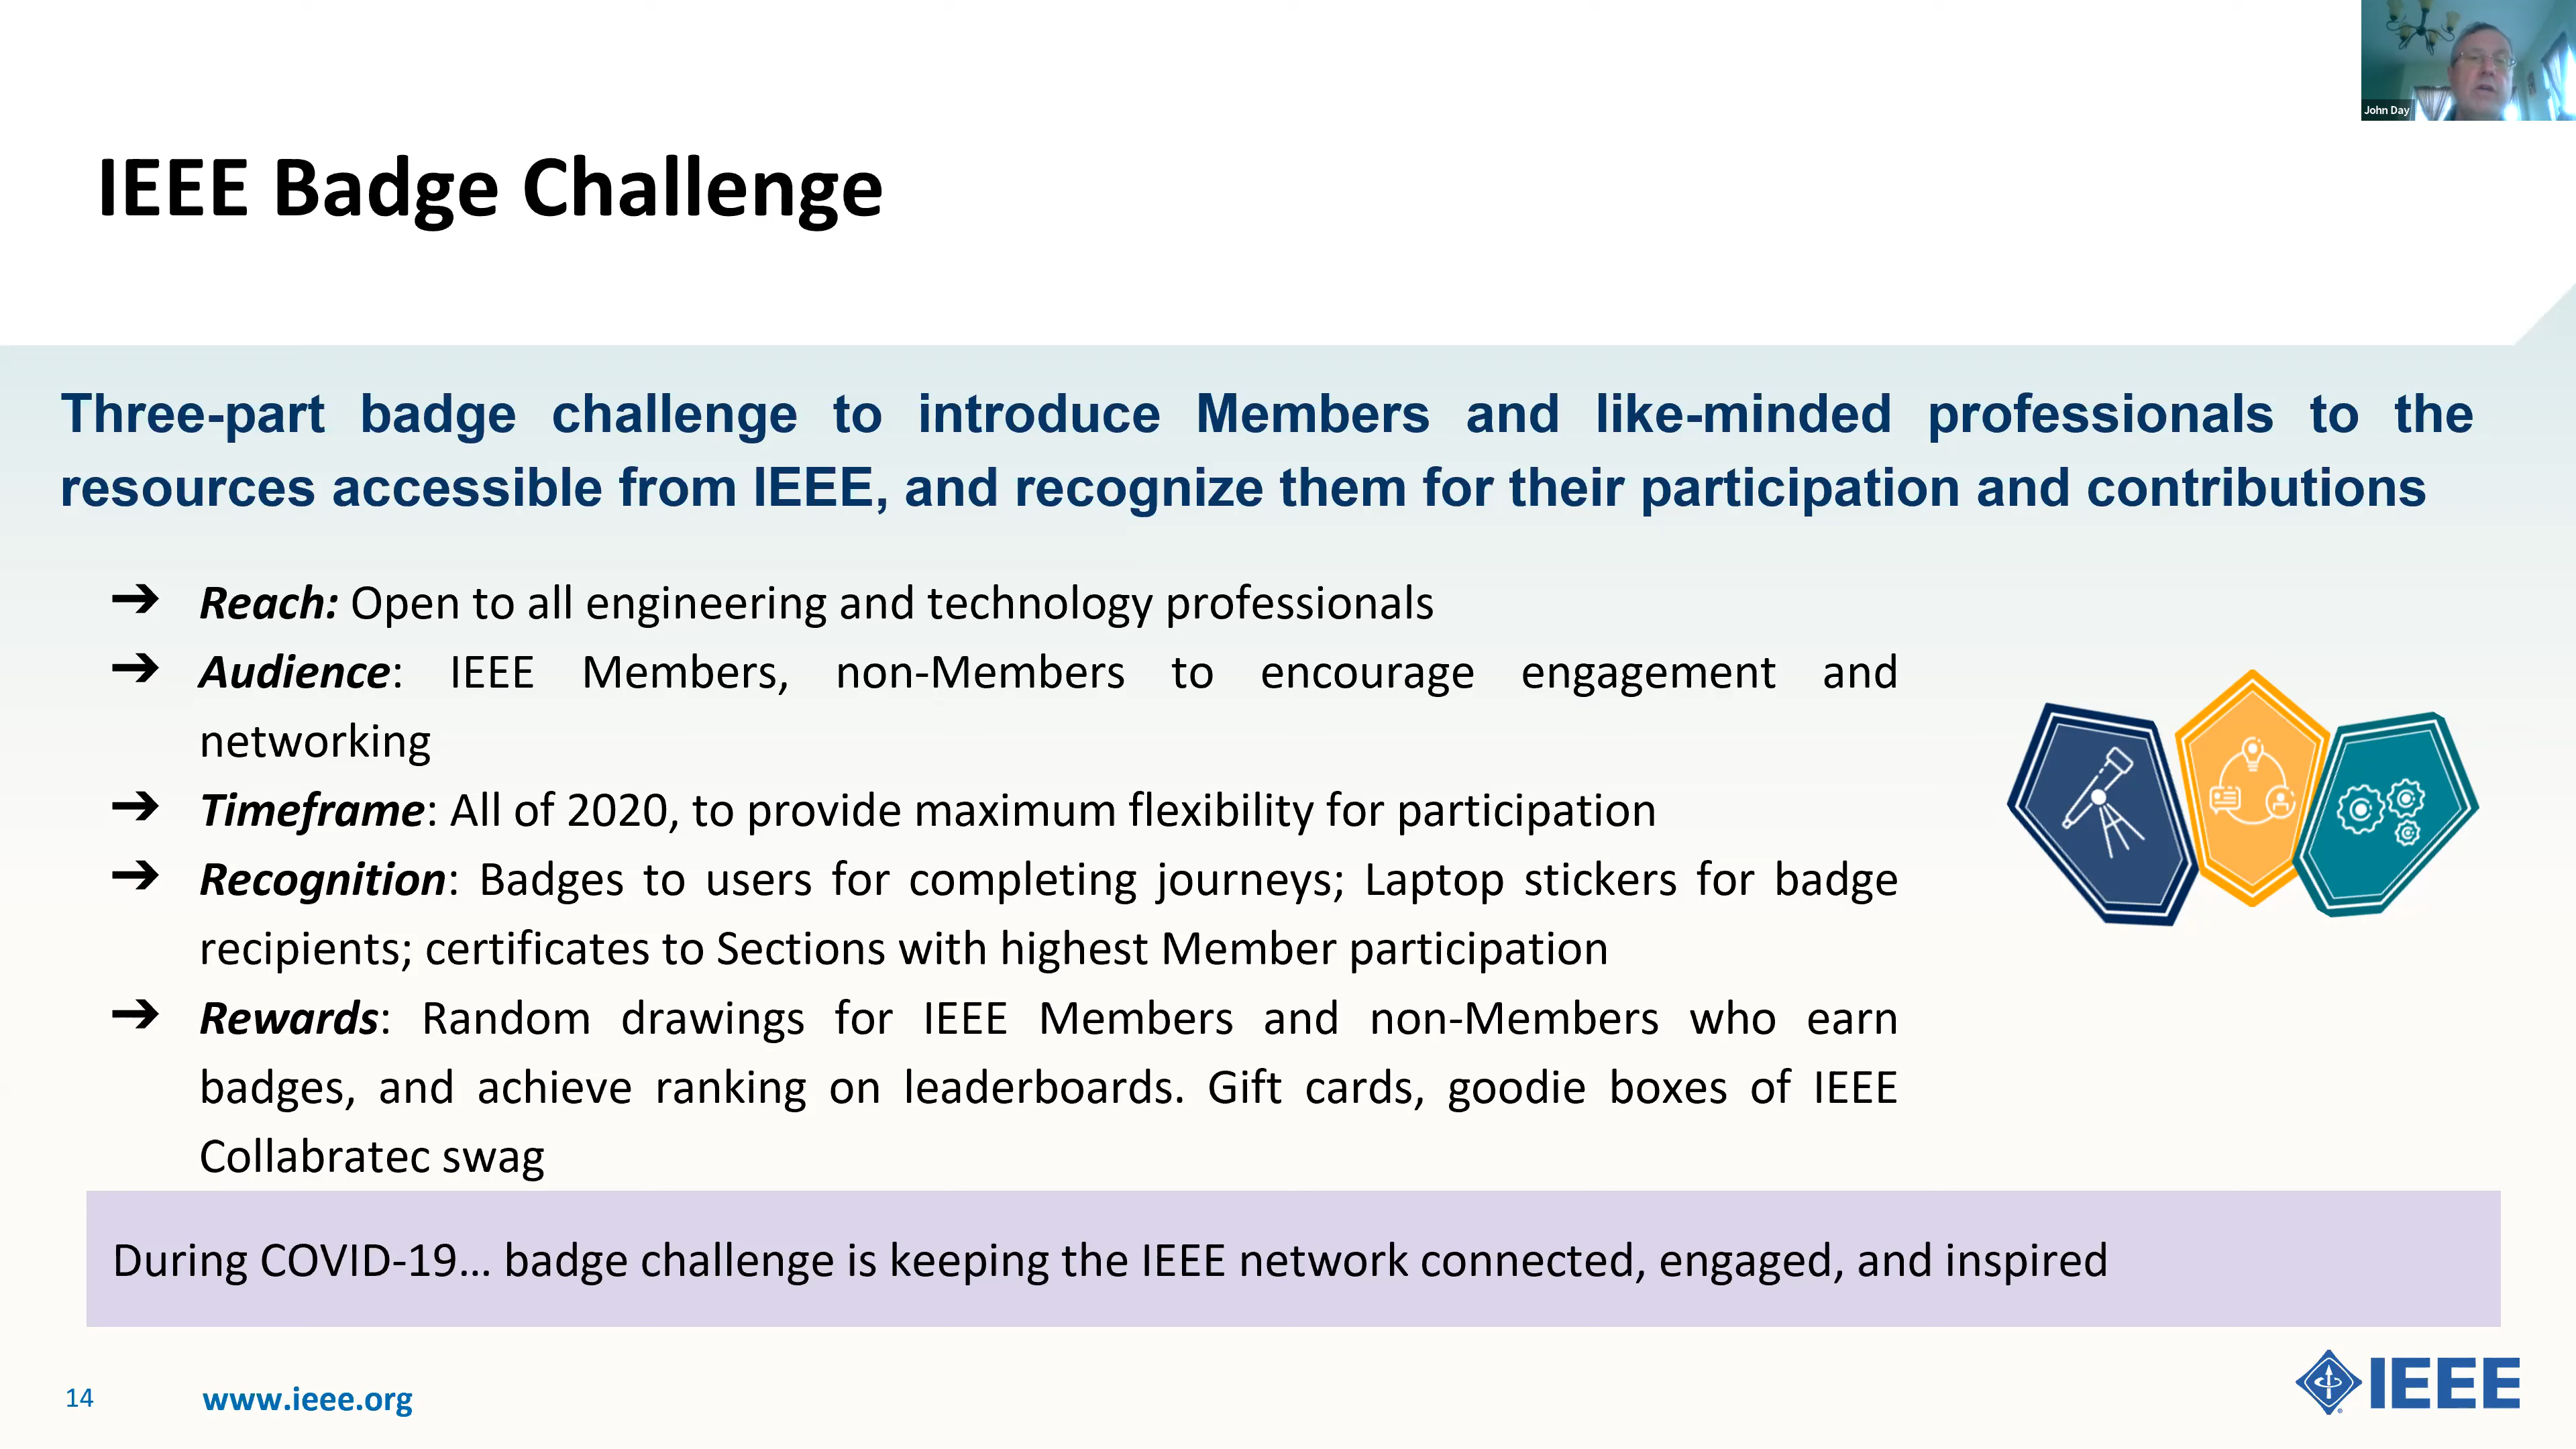 John Day
IEEE Badge Challenge
Three-part badge challenge to introduce Members and like-minded professionals to the
resources accessible from IEEE, and recognize them for their participation and contributions
➔ Reach: Open to all engineering and technology professionals
➔ Audience: IEEE Members, non-Members to encourage engagement and
networking
➔ Timeframe: All of 2020, to provide maximum flexibility for participation
➔ Recognition: Badges to users for completing journeys; Laptop stickers for badge
recipients; certificates to Sections with highest Member participation
➔ Rewards: Random drawings for IEEE Members and non-Members who earn
badges, and achieve ranking on leaderboards. Gift cards, goodie boxes of IEEE
Collabratec swag
During COVID-19... badge challenge is keeping the IEEE network connected, engaged, and inspired
14 www.ieee.org
IEEE